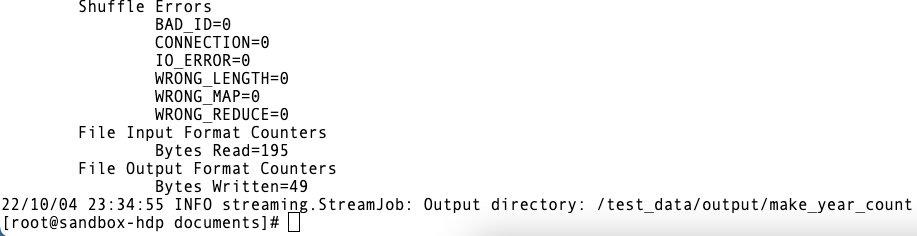 Shuffle Errors
BAD_ID=0
CONNECTION=0
IO_ERROR=0
WRONG_LENGTH=0
WRONG_MAP=0
WRONG_REDUCE=0
File Input Format Counters
Bytes Read=195
File Output Format Counters
Bytes Written=49
22/10/04 23:34:55 INFO streaming.StreamJob: Output directory: /test_data/output/make_year_count
[root@sandbox-hdp documents]#